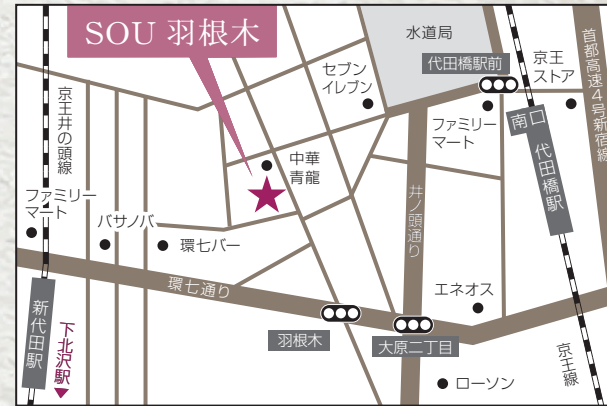 SOU 羽根木
水道局
代田橋駅前
京王
ストア
首都高速4号新宿線
セブン
イレブン
ファミリー
マート
南口
代田橋駅
京王井の頭線
中華
青龍
井ノ頭通り
ファミリー
マート
バサノバ
環七バー
環七通り
エネオス
新代田駅
下北沢駅
羽根木
大原二丁目
京王線
ローソン